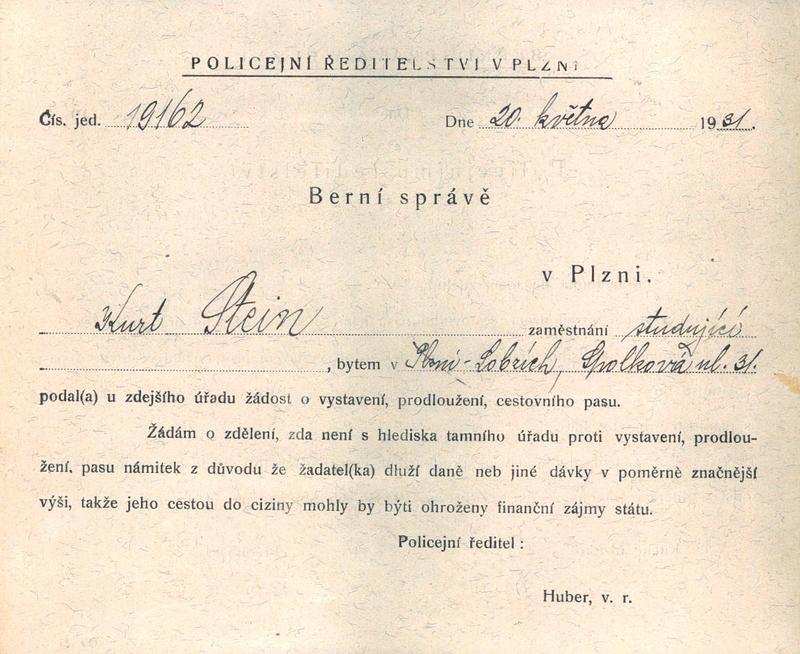 POLICEJNÍ ŘEDITELSTVÍ V PLZNI
Čís. jed. 19162 Dne 20. května 1931.
Berní správě
v Plzni.
Kurt Stein zaměstnání studující
, bytem v Plzni-Lobzích, Spolková ul. 31.
podal(a) u zdejšího úřadu žádost o vystavení, prodloužení, cestovního pasu.
Žádám o zdělení, zda není s hlediska tamního úřadu proti vystavení, prodlou-
žení, pasu námitek z důvodu že žadatel(ka) dluží daně neb jiné dávky v poměrně značnější
výši, takže jeho cestou do ciziny mohly by býti ohroženy finanční zájmy státu.
Policejní ředitel :
Huber, v. r.